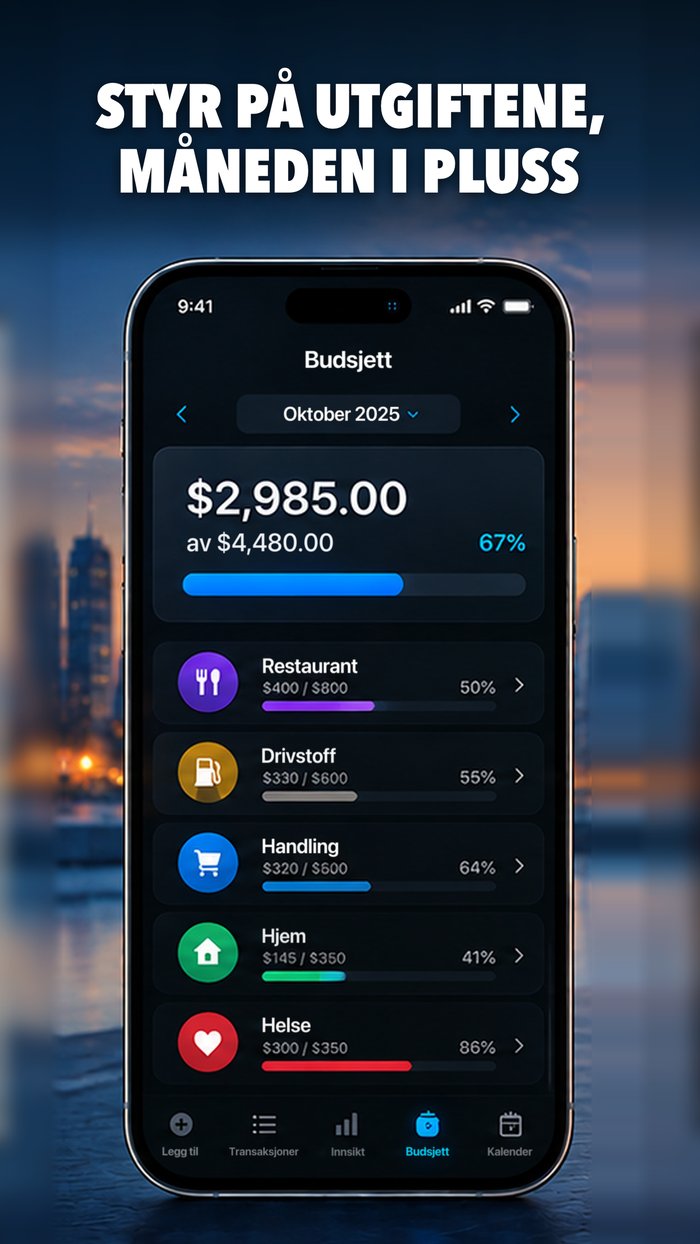 STYR PÅ UTGIFTENE,
MÅNEDEN I PLUSS
9:41
Budsjett
Oktober 2025
$2,985.00
av $4,480.00
67%
Restaurant
$400 / $800
50%
Drivstoff
$330 / $600
55%
Handling
$320 / $600
64%
Hjem
$145 / $350
41%
Helse
$300 / $350
86%
Legg til
Transaksjoner
Innsikt
Budsjett
Kalender